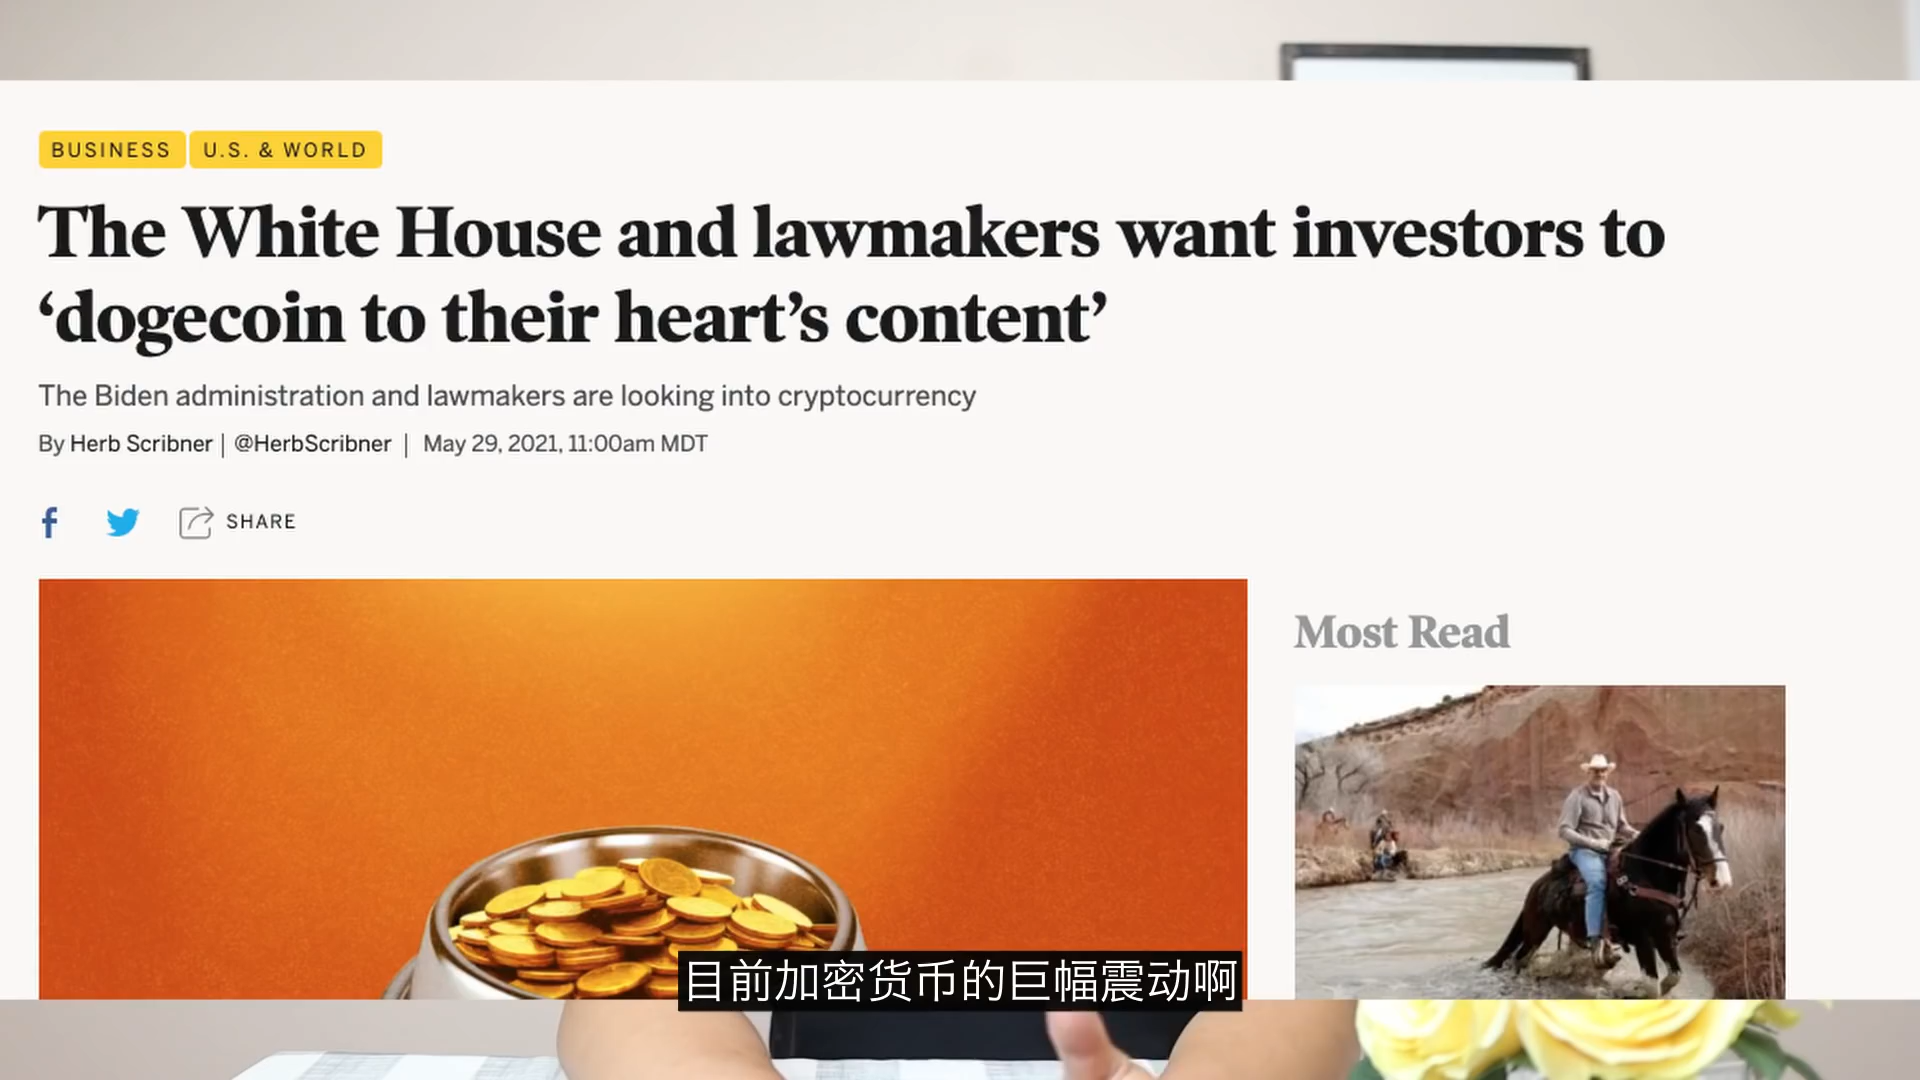 BUSINESS U.S. & WORLD
The White House and lawmakers want investors to
‘dogecoin to their heart’s content’
The Biden administration and lawmakers are looking into cryptocurrency
By Herb Scribner | @HerbScribner | May 29, 2021, 11:00am MDT
f SHARE
Most Read
目前加密货币的巨幅震动啊